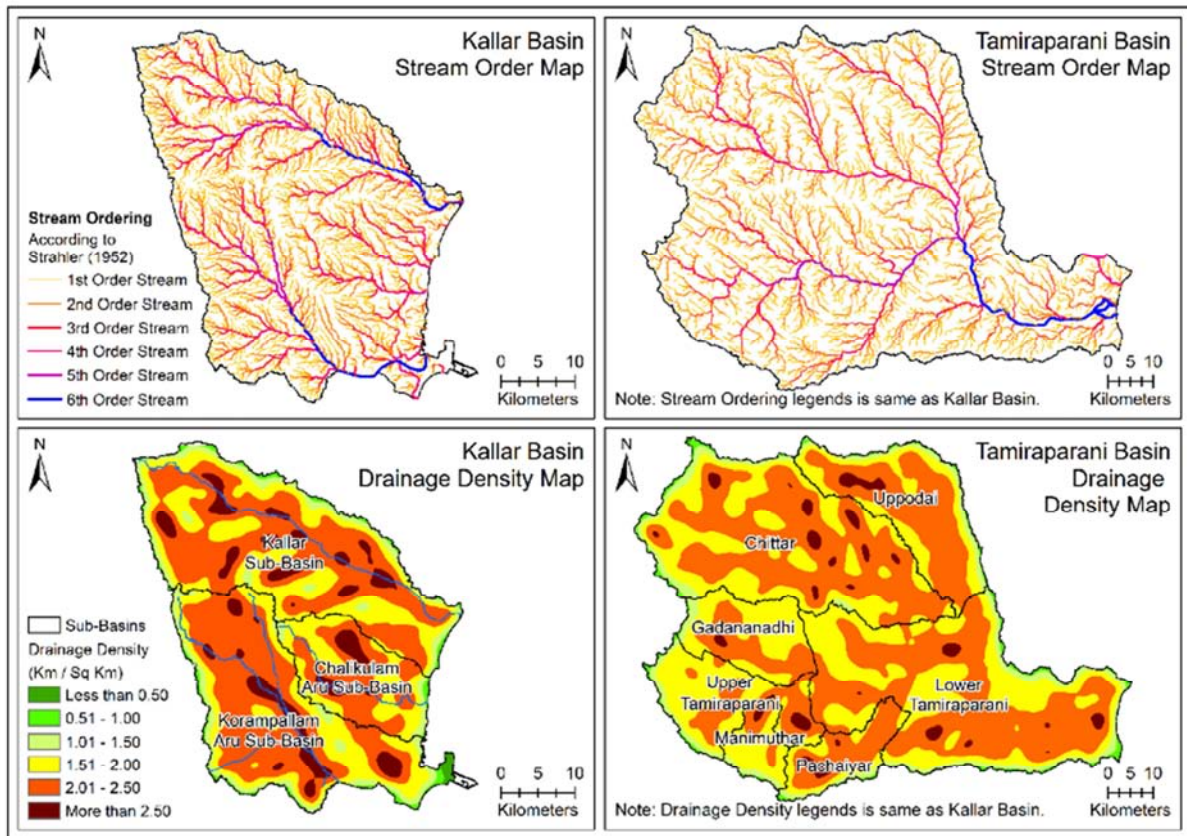 N
Kallar Basin
Stream Order Map
Stream Ordering
According to
Strahler (1952)
1st Order Stream
2nd Order Stream
3rd Order Stream
4th Order Stream
5th Order Stream
6th Order Stream
0 5 10
Kilometers
N
Tamiraparani Basin
Stream Order Map
0 5 10
Kilometers
Note: Stream Ordering legends is same as Kallar Basin.
N
Kallar Basin
Drainage Density Map
Kallar
Sub-Basin
Chalikulam
Aru Sub-Basin
Korampallam
Aru Sub-Basin
Sub-Basins
Drainage Density
(Km / Sq Km)
Less than 0.50
0.51 - 1.00
1.01 - 1.50
1.51 - 2.00
2.01 - 2.50
More than 2.50
0 5 10
Kilometers
N
Tamiraparani Basin
Drainage
Density Map
Uppodai
Chittar
Gadananadhi
Upper
Tamiraparani
Lower
Tamiraparani
Manimuthar
Pachaiyar
0 5 10
Kilometers
Note: Drainage Density legends is same as Kallar Basin.